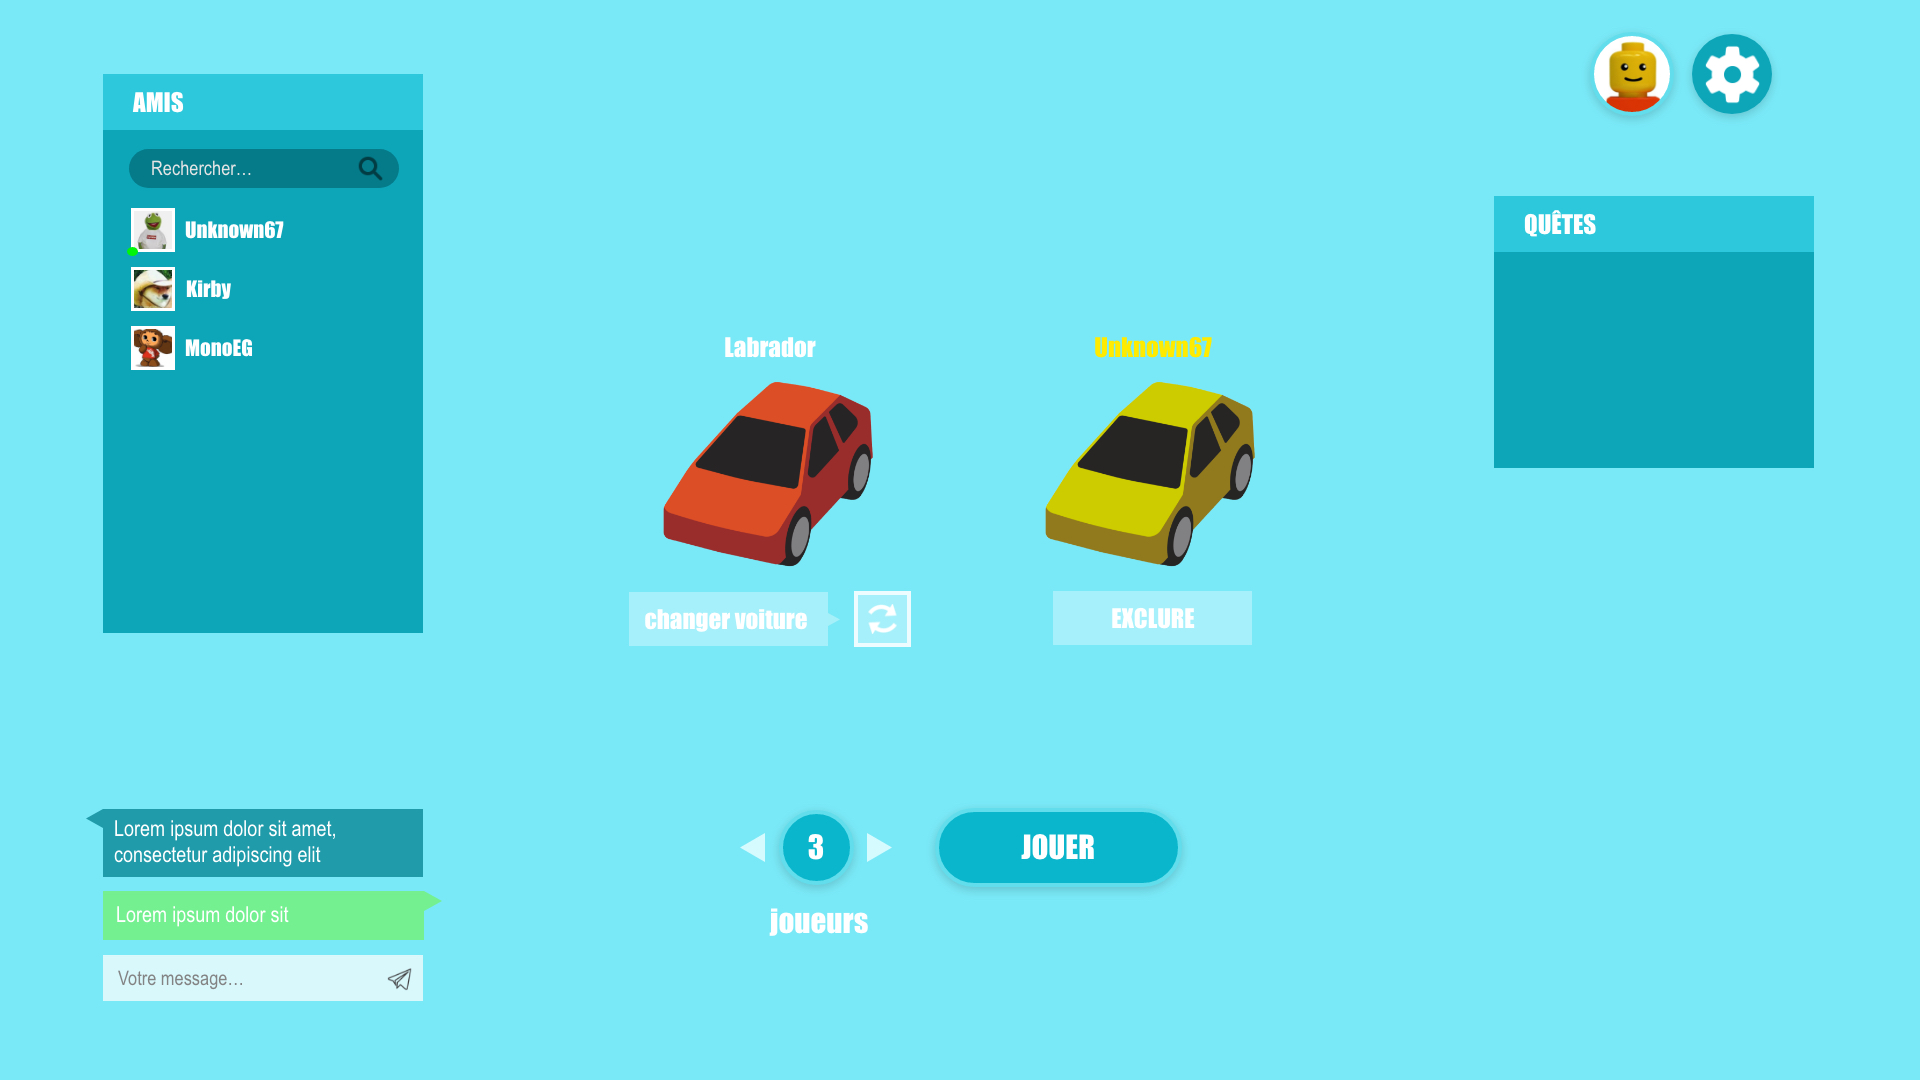 AMIS
Rechercher...
Unknown67
Kirby
MonoEG
QUÊTES
Labrador
Unknown67
changer voiture
EXCLURE
Lorem ipsum dolor sit amet,
consectetur adipiscing elit
Lorem ipsum dolor sit
Votre message...
3
JOUER
joueurs